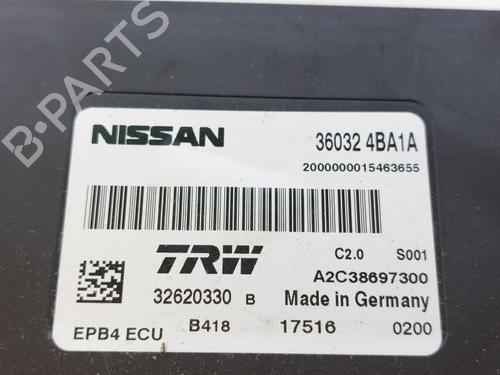 NISSAN 36032 4BA1A
2000000015463655
TRW C2.0 S001
A2C38697300
32620330 B Made in Germany
EPB4 ECU B418 17516 0200
B-PARTS